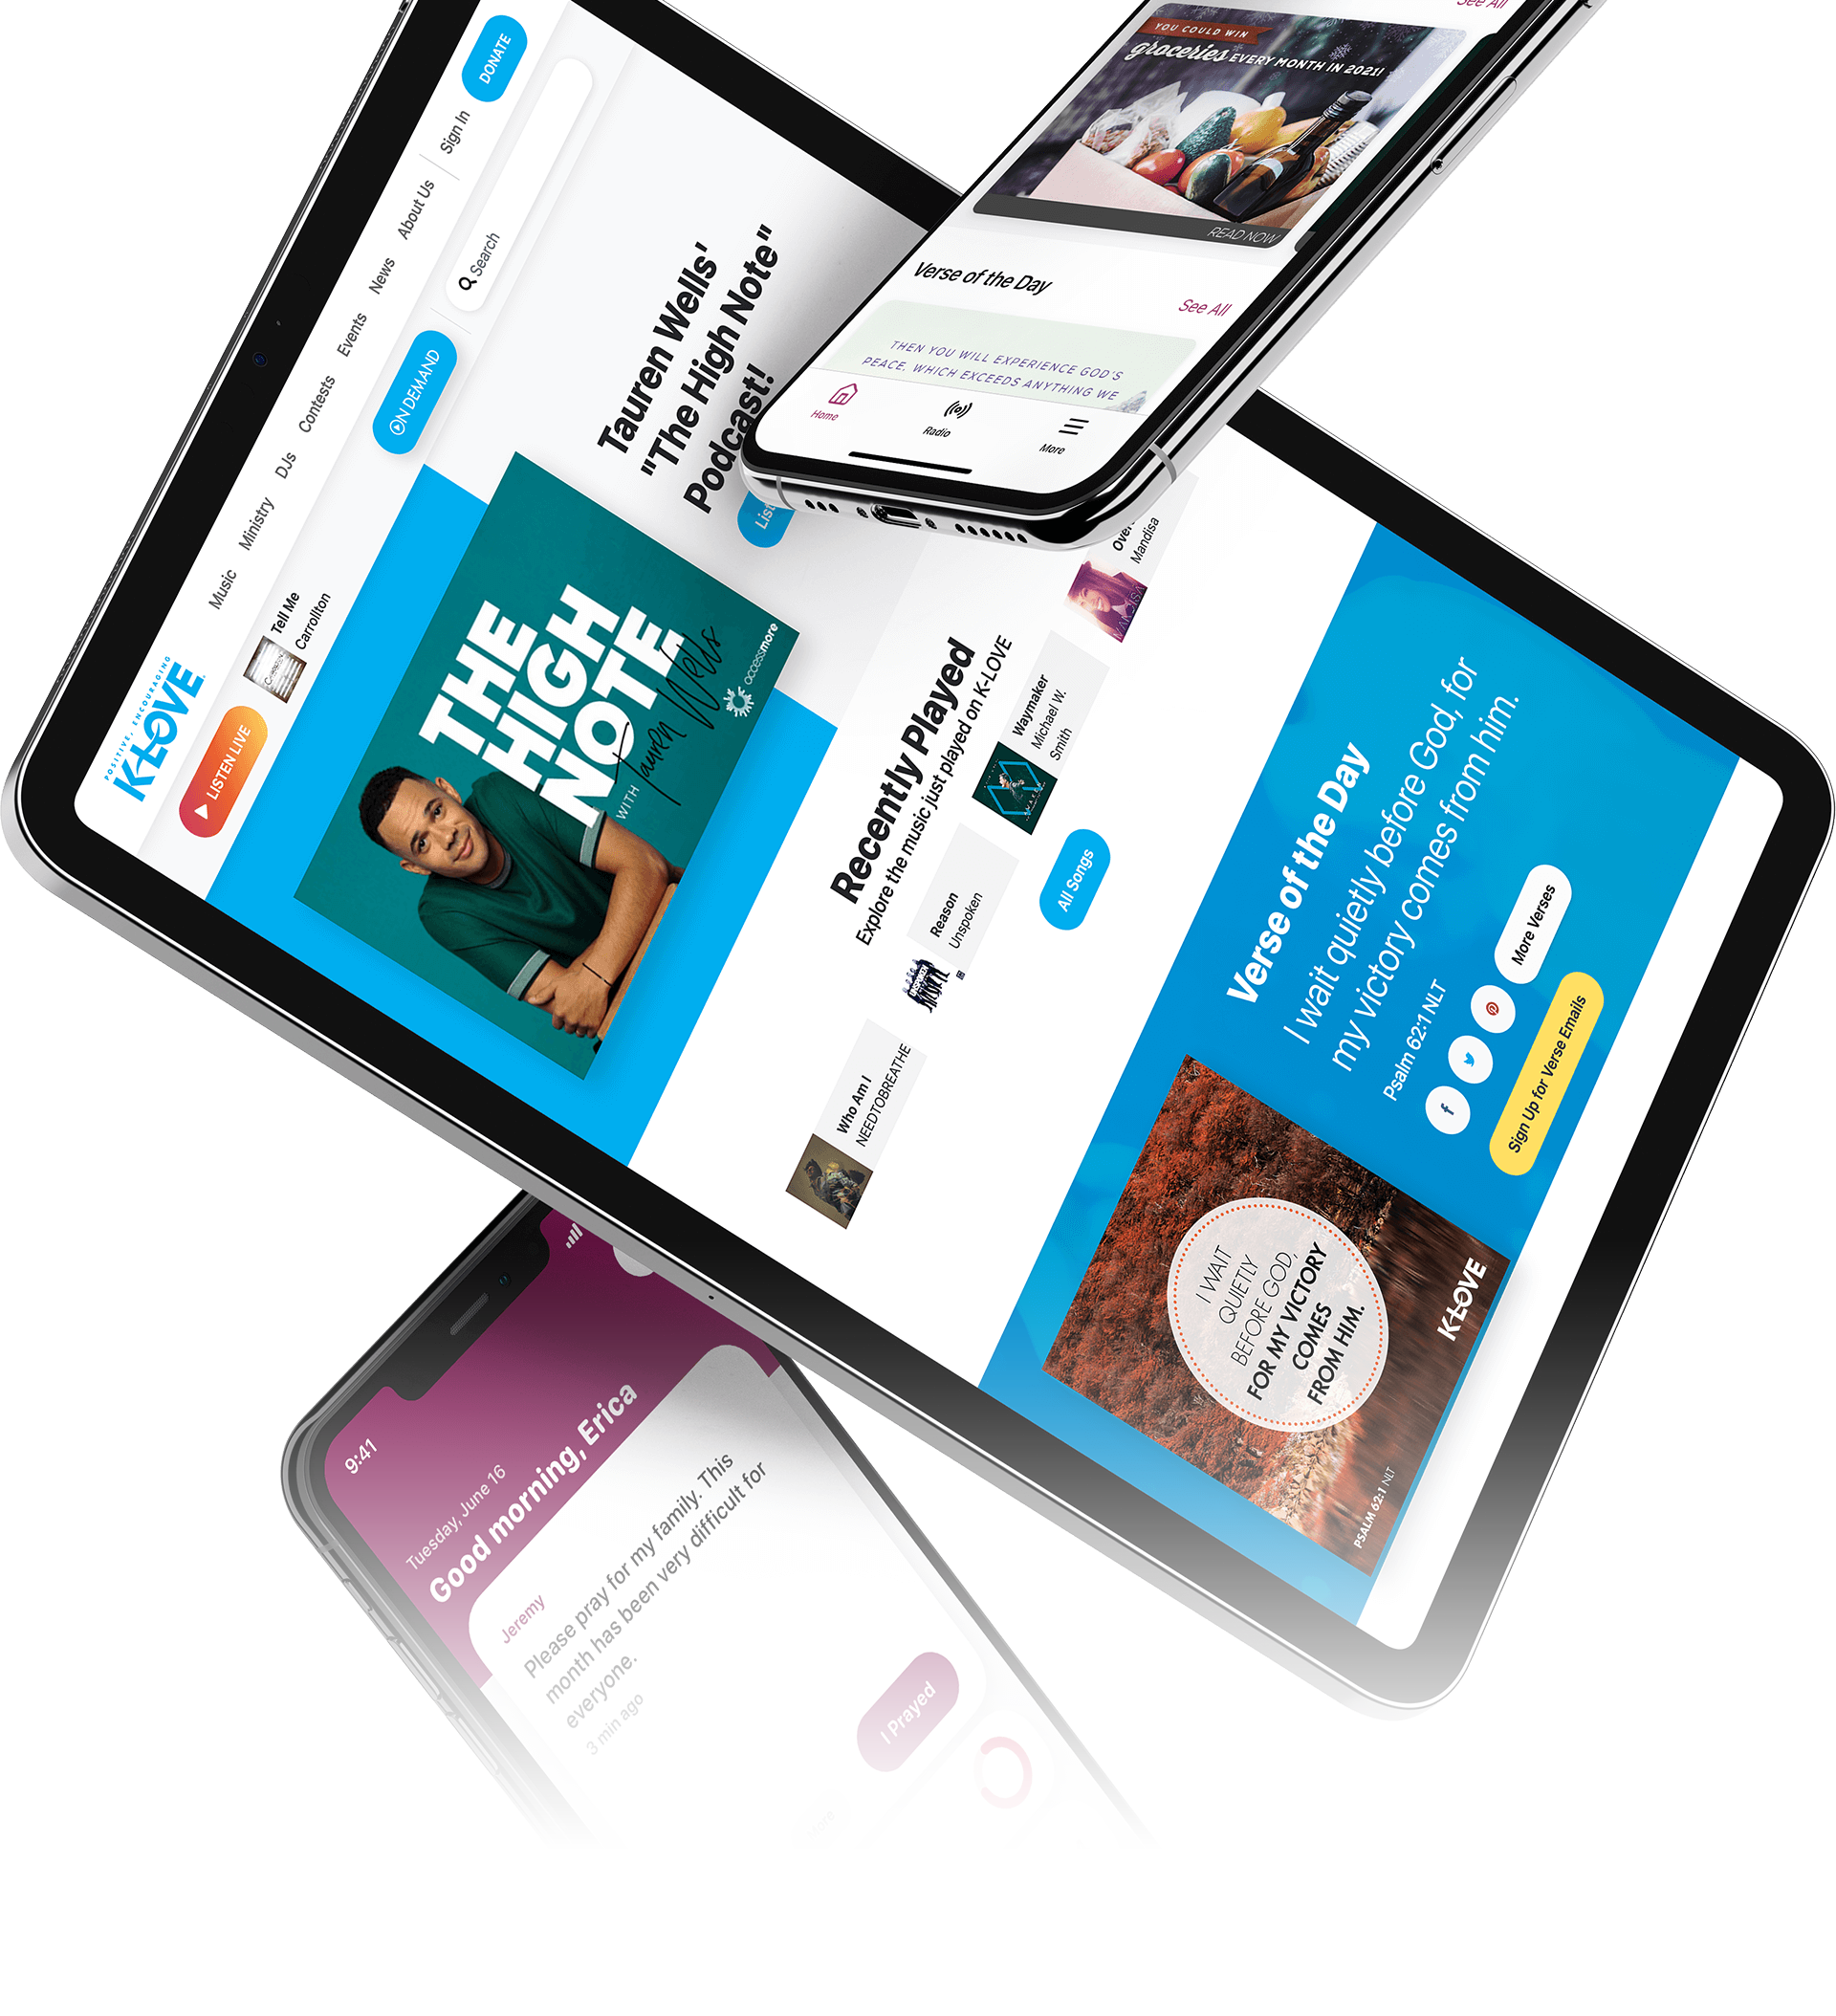 See All
YOU COULD WIN
groceries EVERY MONTH IN 2021!
READ NOW
Verse of the Day
See All
THEN YOU WILL EXPERIENCE GOD'S
PEACE, WHICH EXCEEDS ANYTHING WE
Home
Radio
More
POSITIVE, ENCOURAGING
K-LOVE
Music
Ministry
DJs
Contests
Events
News
About Us
Sign In
DONATE
LISTEN LIVE
Tell Me
Carrollton
ON DEMAND
Search
THE
HIGH
NOTE
WITH Tauren Wells
accessmore
Tauren Wells'
"The High Note"
Podcast!
Recently Played
Explore the music just played on K-LOVE
Who Am I
NEEDTOBREATHE
Reason
Unspoken
Waymaker
Michael W.
Smith
Mandisa
All Songs
I WAIT
QUIETLY
BEFORE GOD,
FOR MY VICTORY
COMES
FROM HIM.
PSALM 62:1 NLT
K-LOVE
Verse of the Day
I wait quietly before God, for
my victory comes from him.
Psalm 62:1 NLT
More Verses
Sign Up for Verse Emails
9:41
Tuesday, June 16
Good morning, Erica
Jeremy
Please pray for my family. This
month has been very difficult for
everyone.
3 min ago
I Prayed
More